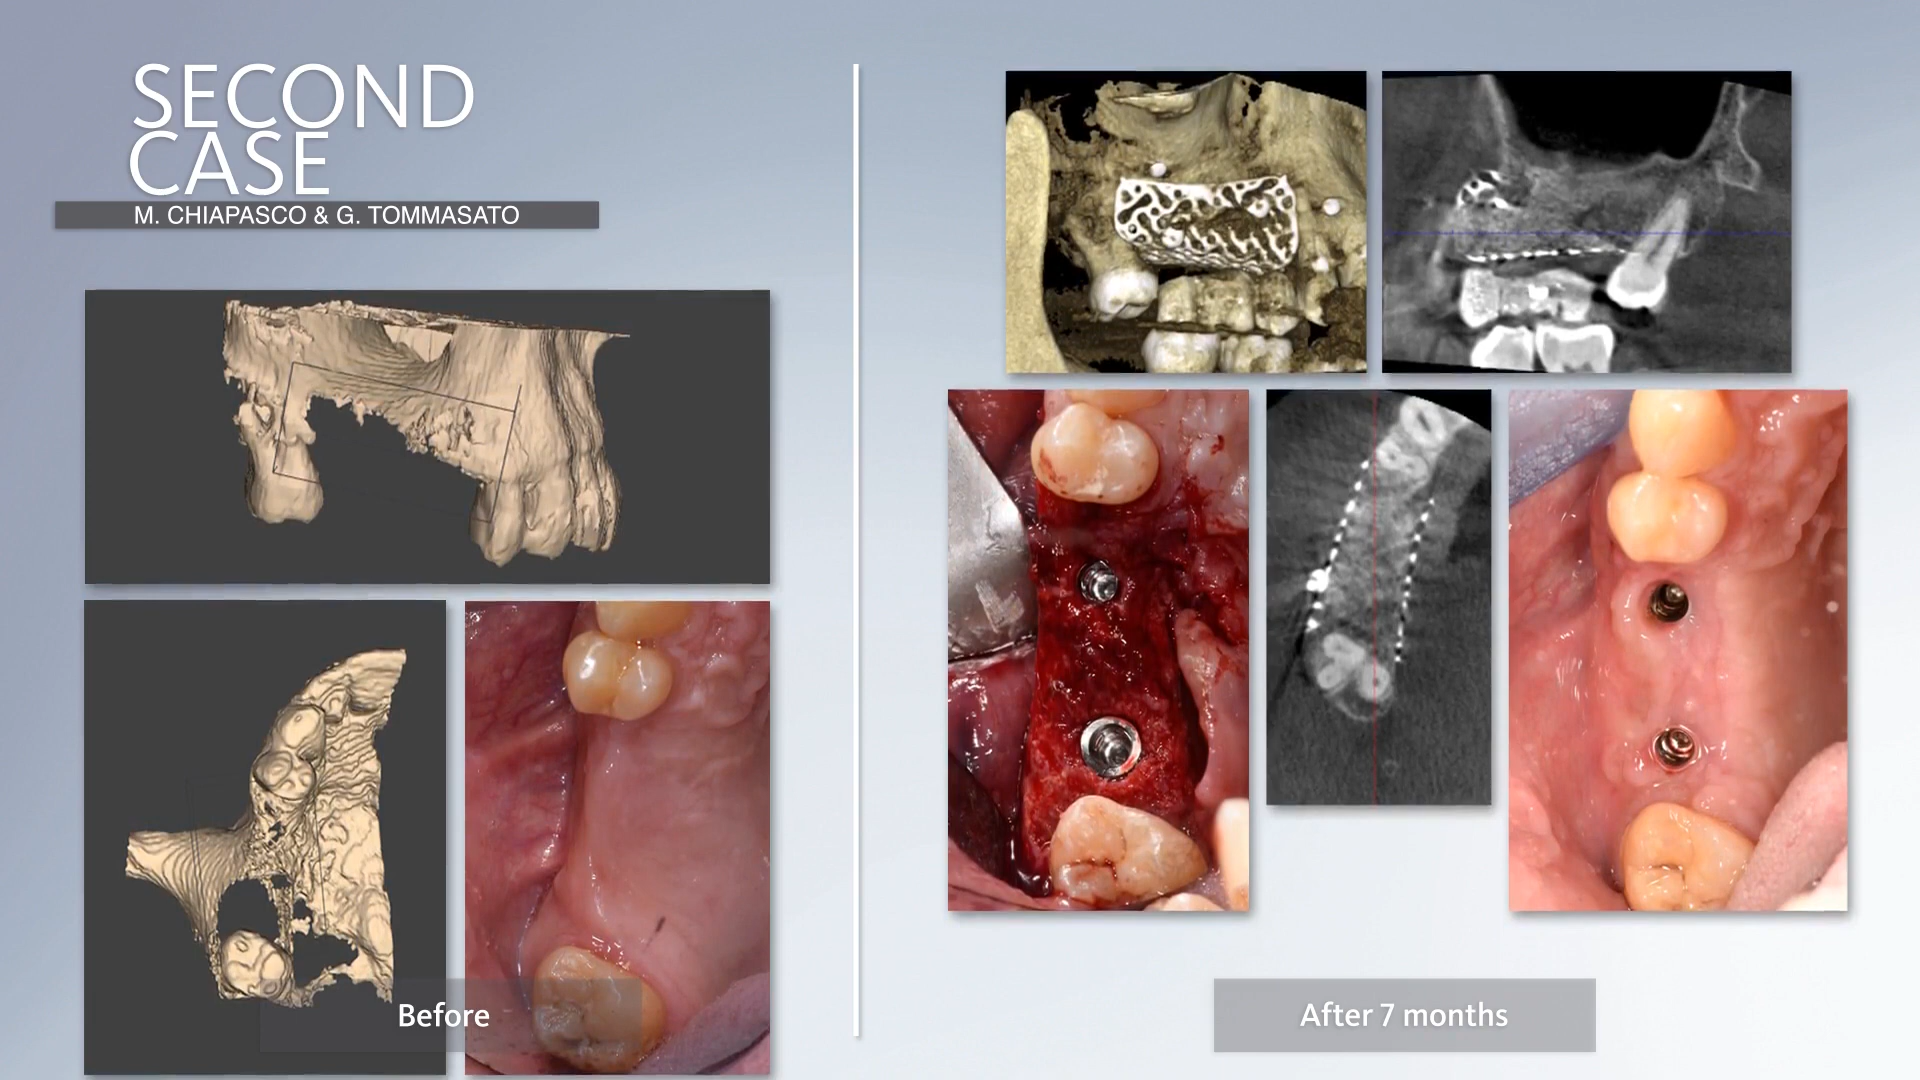 SECOND
CASE
M. CHIAPASCO & G. TOMMASATO
Before
After 7 months